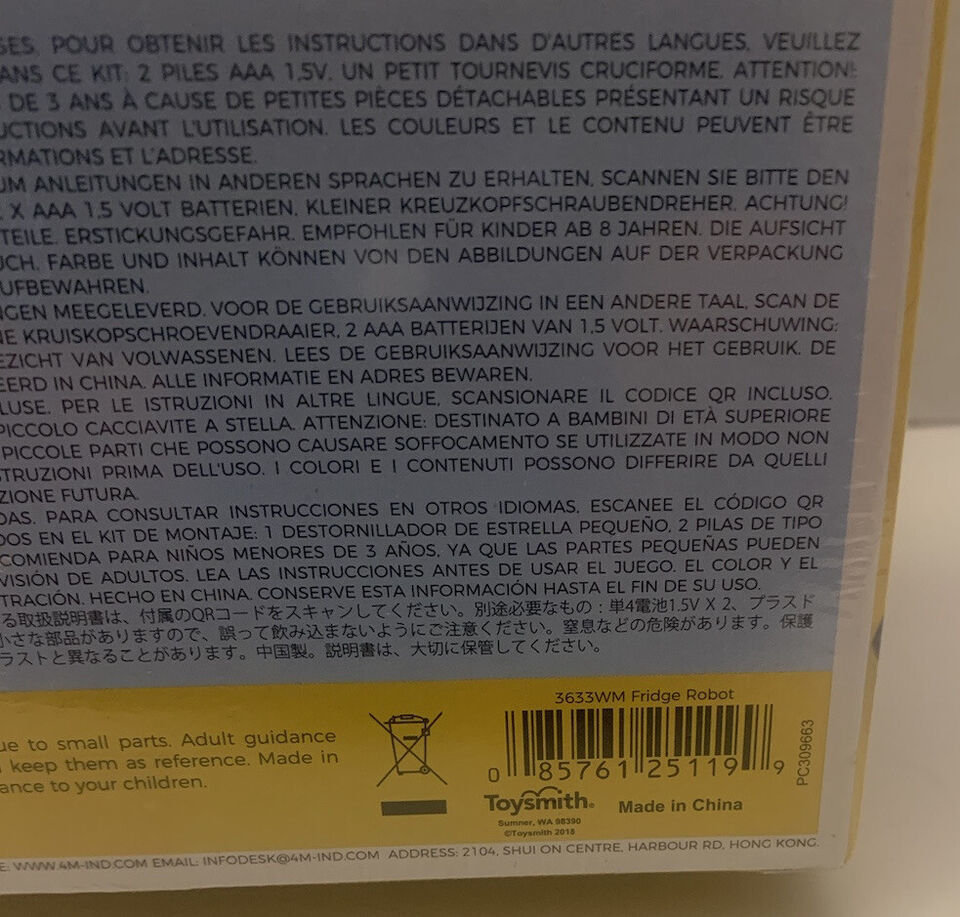 SES. POUR OBTENIR LES INSTRUCTIONS DANS D'AUTRES LANGUES, VEUILLEZ
ANS CE KIT: 2 PILES AAA 1.5V. UN PETIT TOURNEVIS CRUCIFORME. ATTENTION!:
DE 3 ANS À CAUSE DE PETITES PIÈCES DÉTACHABLES PRÉSENTANT UN RISQUE
UCTIONS AVANT L'UTILISATION. LES COULEURS ET LE CONTENU PEUVENT ÊTRE
RMATIONS ET L'ADRESSE.
UM ANLEITUNGEN IN ANDEREN SPRACHEN ZU ERHALTEN, SCANNEN SIE BITTE DEN
X AAA 1.5 VOLT BATTERIEN, KLEINER KREUZKOPFSCHRAUBENDREHER. ACHTUNG!
TEILE. ERSTICKUNGSGEFAHR. EMPFOHLEN FÜR KINDER AB 8 JAHREN. DIE AUFSICHT
UCH. FARBE UND INHALT KÖNNEN VON DEN ABBILDUNGEN AUF DER VERPACKUNG
UFBEWAHREN.
NGEN MEEGELEVERD. VOOR DE GEBRUIKSAANWIJZING IN EEN ANDERE TAAL, SCAN DE
NE KRUISKOPSCHROEVENDRAAIER, 2 AAA BATTERIJEN VAN 1.5 VOLT. WAARSCHUWING:
EZICHT VAN VOLWASSENEN. LEES DE GEBRUIKSAANWIJZING VOOR HET GEBRUIK. DE
EERD IN CHINA. ALLE INFORMATIE EN ADRES BEWAREN.
LUSE. PER LE ISTRUZIONI IN ALTRE LINGUE, SCANSIONARE IL CODICE QR INCLUSO.
PICCOLO CACCIAVITE A STELLA. ATTENZIONE: DESTINATO A BAMBINI DI ETÀ SUPERIORE
PICCOLE PARTI CHE POSSONO CAUSARE SOFFOCAMENTO SE UTILIZZATE IN MODO NON
STRUZIONI PRIMA DELL'USO. I COLORI E I CONTENUTI POSSONO DIFFERIRE DA QUELLI
ZIONE FUTURA.
DAS. PARA CONSULTAR INSTRUCCIONES EN OTROS IDIOMAS, ESCANEE EL CÓDIGO QR
DOS EN EL KIT DE MONTAJE: 1 DESTORNILLADOR DE ESTRELLA PEQUEÑO, 2 PILAS DE TIPO
COMIENDA PARA NIÑOS MENORES DE 3 AÑOS, YA QUE LAS PARTES PEQUEÑAS PUEDEN
VISIÓN DE ADULTOS. LEA LAS INSTRUCCIONES ANTES DE USAR EL JUEGO. EL COLOR Y EL
TRACIÓN. HECHO EN CHINA. CONSERVE ESTA INFORMACIÓN HASTA EL FIN DE SU USO.
る取扱説明書は、付属のQRコードをスキャンしてください。別途必要なもの：単4電池1.5V X 2、プラスド
小さな部品がありますので、誤って飲み込まないようにご注意ください。窒息などの危険があります。保護
ラストと異なることがあります。中国製。説明書は、大切に保管してください。
ue to small parts. Adult guidance
keep them as reference. Made in
ance to your children.
3633WM Fridge Robot
0 85761 25119 9
PC309663
Toysmith®
Made in China
Sumner, WA 98390
©Toysmith 2018
E: WWW.4M-IND.COM EMAIL: INFODESK@4M-IND.COM ADDRESS: 2104, SHUI ON CENTRE, HARBOUR RD, HONG KONG.